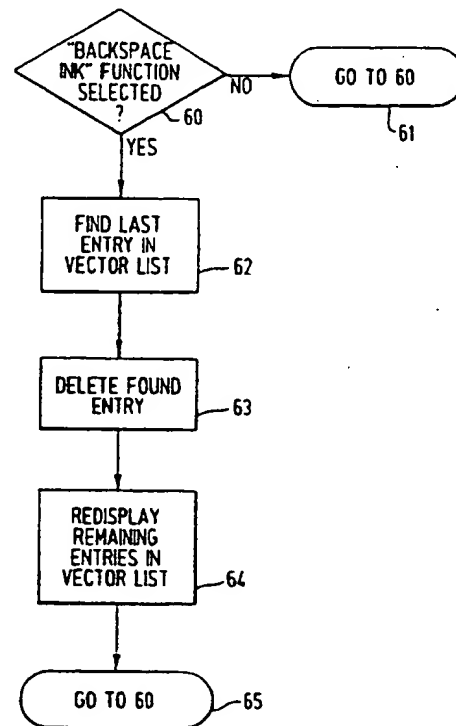 "BACKSPACE
INK" FUNCTION
SELECTED
?
60
NO
GO TO 60
61
YES
FIND LAST
ENTRY IN
VECTOR LIST
62
DELETE FOUND
ENTRY
63
REDISPLAY
REMAINING
ENTRIES IN
VECTOR LIST
64
GO TO 60
65